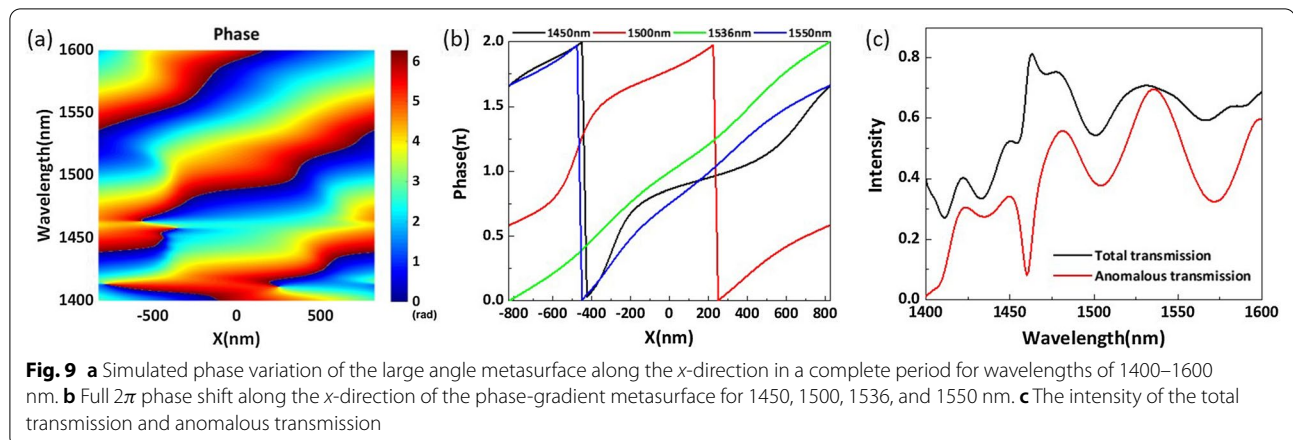 (a)
Phase
Wavelength(nm)
1600
1550
1500
1450
1400
-500
0
500
X(nm)
6
5
4
3
2
1
0
(rad)
(b)
1450nm 1500nm 1536nm 1550nm
Phase(π)
2.0
1.5
1.0
0.5
0.0
-800 -600 -400 -200 0 200 400 600 800
X(nm)
(c)
Intensity
0.8
0.6
0.4
0.2
0.0
Total transmission
Anomalous transmission
1400 1450 1500 1550 1600
Wavelength(nm)
Fig. 9 a Simulated phase variation of the large angle metasurface along the x-direction in a complete period for wavelengths of 1400–1600
nm. b Full 2π phase shift along the x-direction of the phase-gradient metasurface for 1450, 1500, 1536, and 1550 nm. c The intensity of the total
transmission and anomalous transmission